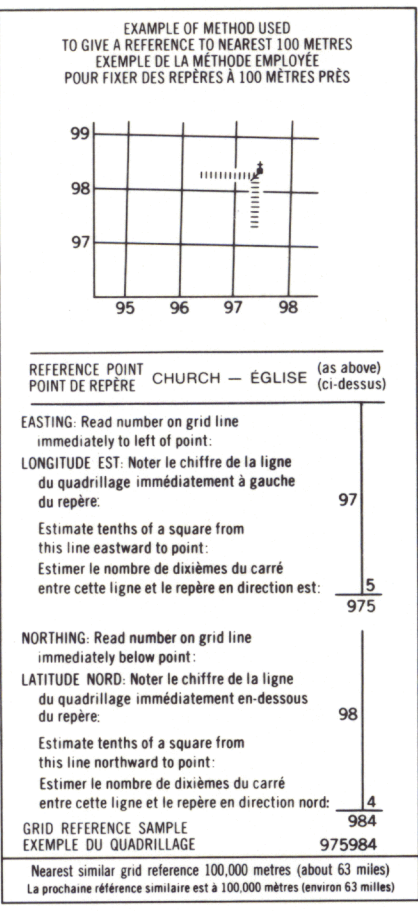 EXAMPLE OF METHOD USED
TO GIVE A REFERENCE TO NEAREST 100 METRES
EXEMPLE DE LA MÉTHODE EMPLOYÉE
POUR FIXER DES REPÈRES À 100 MÈTRES PRÈS
99
98
97
95 96 97 98
REFERENCE POINT
POINT DE REPÈRE
CHURCH — ÉGLISE
(as above)
(ci-dessus)
EASTING: Read number on grid line
immediately to left of point:
LONGITUDE EST: Noter le chiffre de la ligne
du quadrillage immédiatement à gauche
du repère: 97
Estimate tenths of a square from
this line eastward to point:
Estimer le nombre de dixièmes du carré
entre cette ligne et le repère en direction est: 5
975
NORTHING: Read number on grid line
immediately below point:
LATITUDE NORD: Noter le chiffre de la ligne
du quadrillage immédiatement en-dessous
du repère: 98
Estimate tenths of a square from
this line northward to point:
Estimer le nombre de dixièmes du carré
entre cette ligne et le repère en direction nord: 4
984
GRID REFERENCE SAMPLE
EXEMPLE DU QUADRILLAGE 975984
Nearest similar grid reference 100,000 metres (about 63 miles)
La prochaine référence similaire est à 100,000 mètres (environ 63 milles)